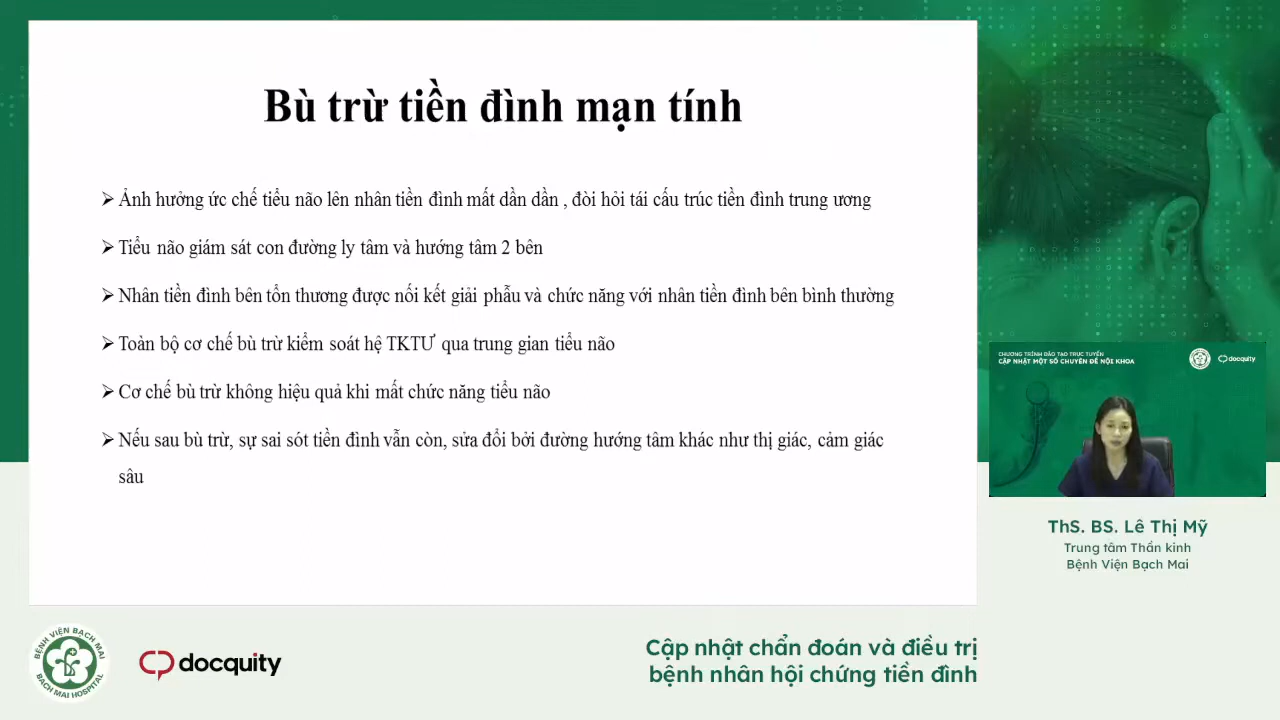 Bù trừ tiền đình mạn tính
Ảnh hưởng ức chế tiểu não lên nhân tiền đình mất dần dần , đòi hỏi tái cấu trúc tiền đình trung ương
Tiểu não giám sát con đường ly tâm và hướng tâm 2 bên
Nhân tiền đình bên tổn thương được nối kết giải phẫu và chức năng với nhân tiền đình bên bình thường
Toàn bộ cơ chế bù trừ kiểm soát hệ TKTƯ qua trung gian tiểu não
Cơ chế bù trừ không hiệu quả khi mất chức năng tiểu não
Nếu sau bù trừ, sự sai sót tiền đình vẫn còn, sửa đổi bởi đường hướng tâm khác như thị giác, cảm giác
sâu
CHƯƠNG TRÌNH ĐÀO TẠO TRỰC TUYẾN
CẬP NHẬT MỘT SỐ CHUYÊN ĐỀ NỘI KHOA
docquity
ThS. BS. Lê Thị Mỹ
Trung tâm Thần kinh
Bệnh Viện Bạch Mai
BỆNH VIỆN BẠCH MAI
BACH MAI HOSPITAL
docquity
Cập nhật chẩn đoán và điều trị
bệnh nhân hội chứng tiền đình